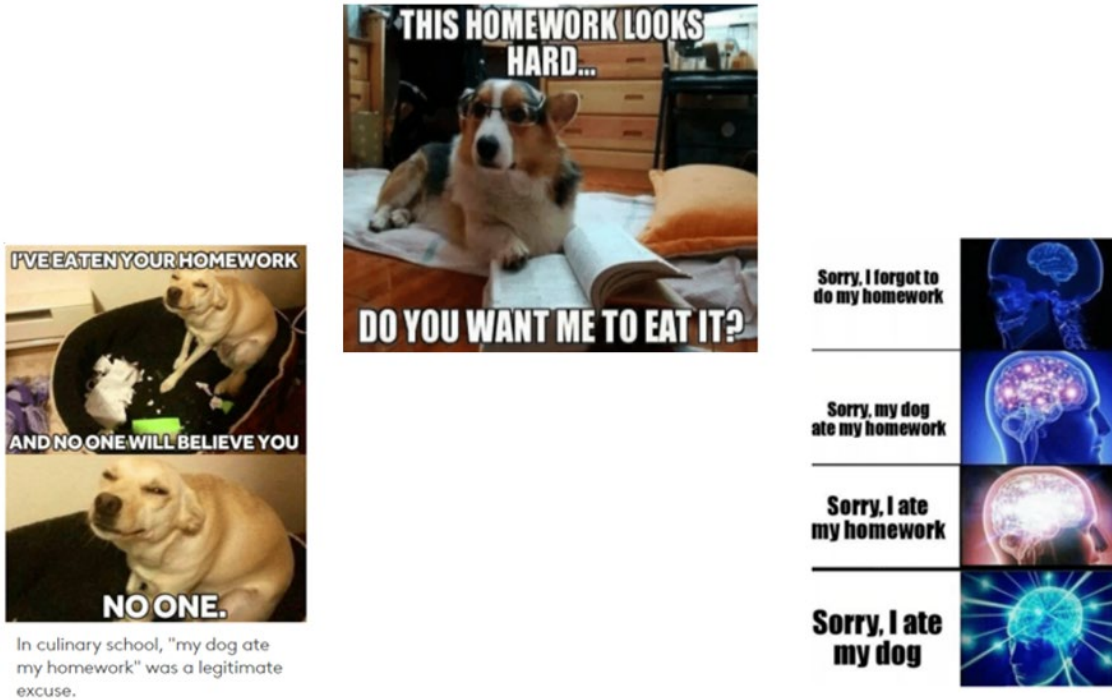 THIS HOMEWORK LOOKS
HARD...
DO YOU WANT ME TO EAT IT?
I'VE EATEN YOUR HOMEWORK
AND NO ONE WILL BELIEVE YOU
NO ONE.
In culinary school, "my dog ate
my homework" was a legitimate
excuse.
Sorry, I forgot to
do my homework
Sorry, my dog
ate my homework
Sorry, I ate
my homework
Sorry, I ate
my dog